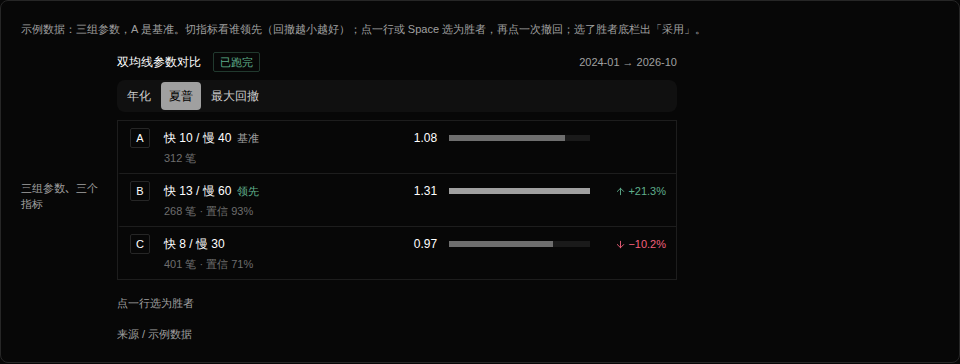 示例数据：三组参数，A 是基准。切指标看谁领先（回撤越小越好）；点一行或 Space 选为胜者，再点一次撤回；选了胜者底栏出「采用」。
双均线参数对比 已跑完 2024-01 → 2026-10
年化 夏普 最大回撤
A 快 10 / 慢 40 基准 1.08
312 笔
三组参数、三个
指标
B 快 13 / 慢 60 领先 1.31 ↑ +21.3%
268 笔 · 置信 93%
C 快 8 / 慢 30 0.97 ↓ −10.2%
401 笔 · 置信 71%
点一行选为胜者
来源 / 示例数据